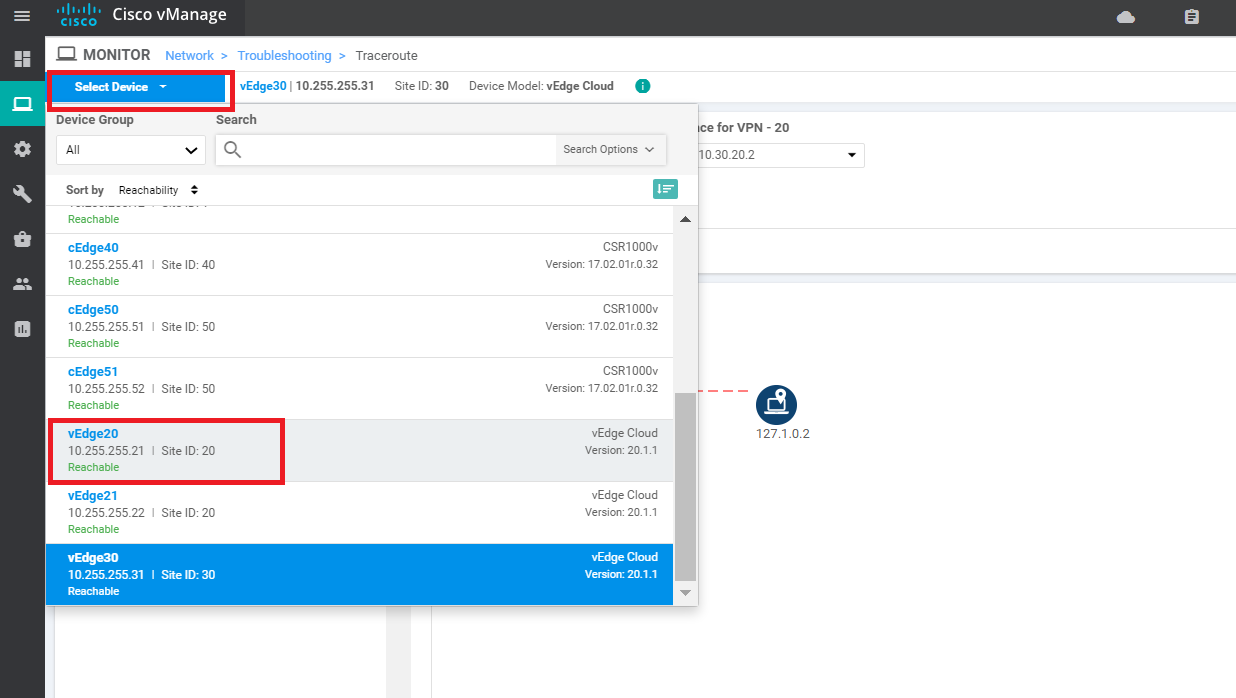 CISCO Cisco vManage
MONITOR Network > Troubleshooting > Traceroute
Select Device vEdge30 | 10.255.255.31 Site ID: 30 Device Model: vEdge Cloud i
Device Group Search
ce for VPN - 20
All Search Options 10.30.20.2
Sort by Reachability
Reachable
cEdge40 CSR1000v
10.255.255.41 | Site ID: 40 Version: 17.02.01r.0.32
Reachable
cEdge50 CSR1000v
10.255.255.51 | Site ID: 50 Version: 17.02.01r.0.32
Reachable
cEdge51 CSR1000v
10.255.255.52 | Site ID: 50 Version: 17.02.01r.0.32
Reachable
127.1.0.2
vEdge20 vEdge Cloud
10.255.255.21 | Site ID: 20 Version: 20.1.1
Reachable
vEdge21 vEdge Cloud
10.255.255.22 | Site ID: 20 Version: 20.1.1
Reachable
vEdge30 vEdge Cloud
10.255.255.31 | Site ID: 30 Version: 20.1.1
Reachable